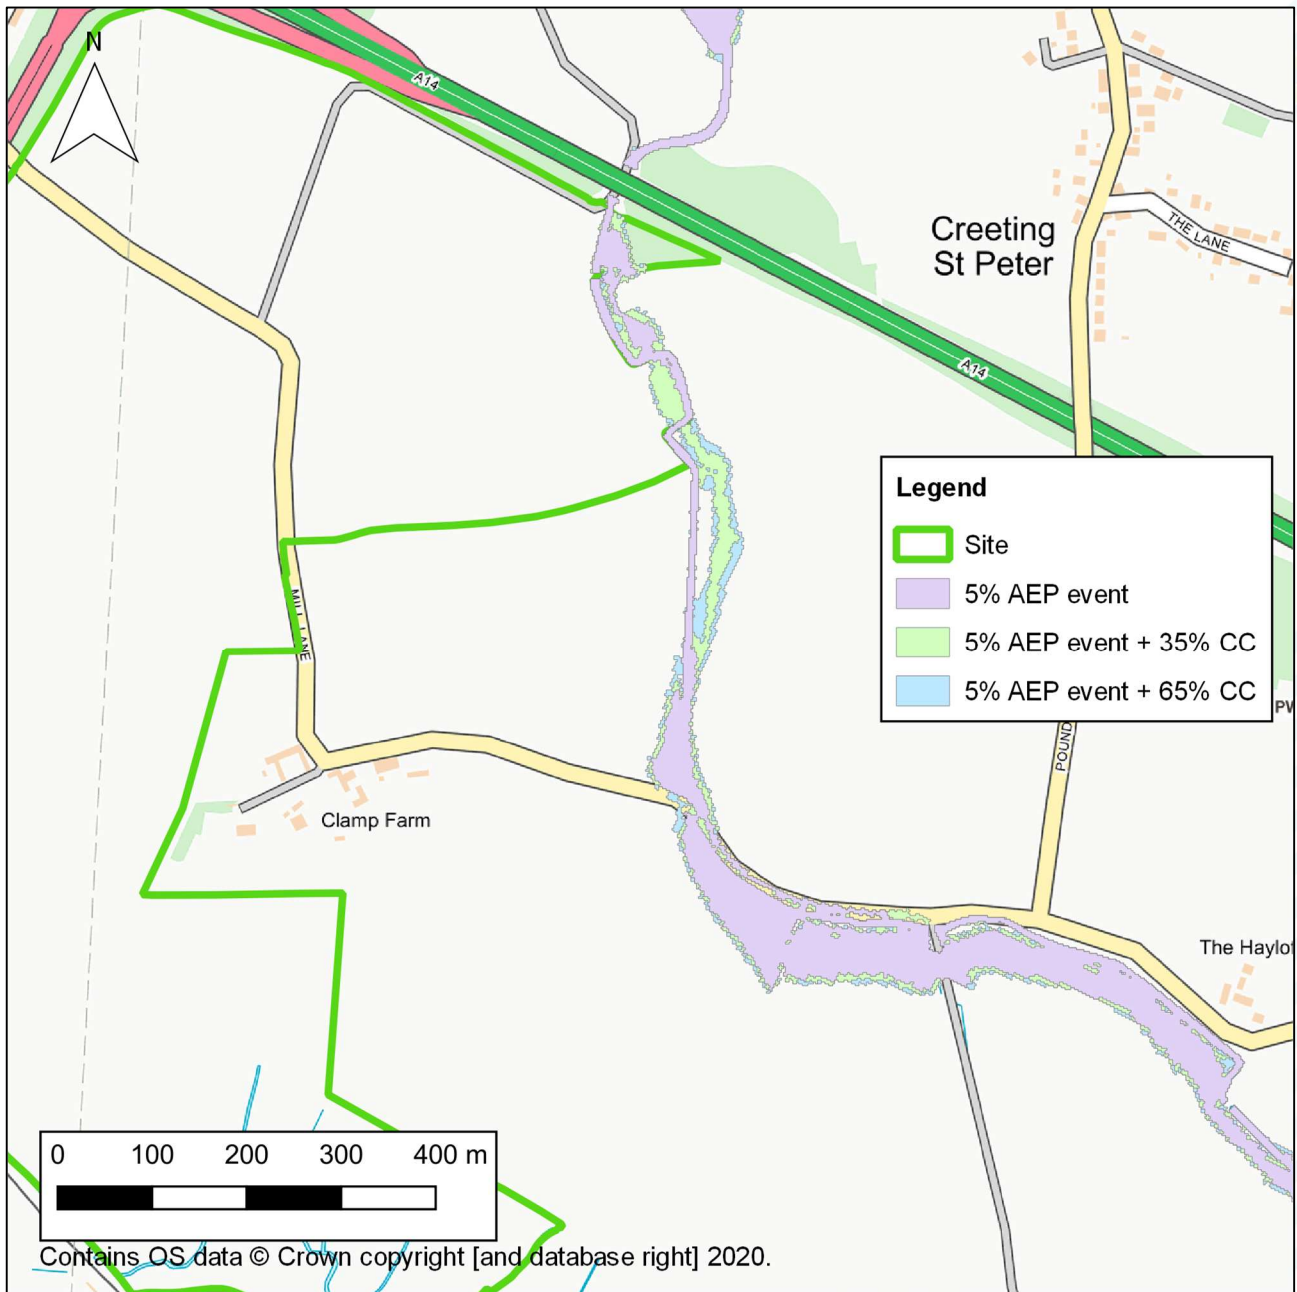 N
A14
Creeting
St Peter
THE LANE
A14
Legend
Site
5% AEP event
5% AEP event + 35% CC
5% AEP event + 65% CC
MILL LANE
POUND
Clamp Farm
The Haylof
0 100 200 300 400 m
Contains OS data © Crown copyright [and database right] 2020.